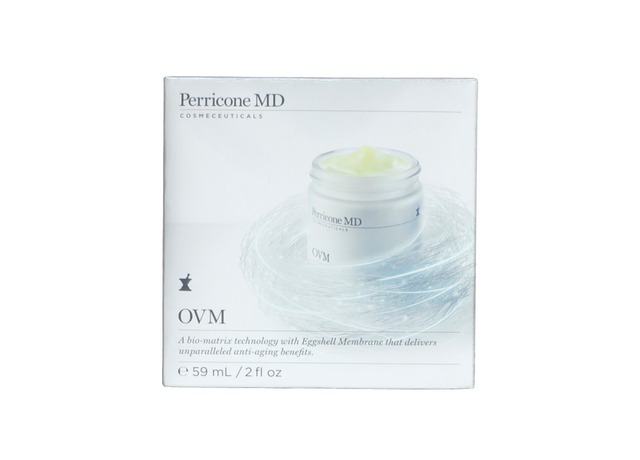 Perricone MD
COSMECEUTICALS
Perricone MD
COSMECEUTICALS
OVM
OVM
A bio-matrix technology with Eggshell Membrane that delivers
unparalleled anti-aging benefits.
℮ 59 mL / 2 fl oz